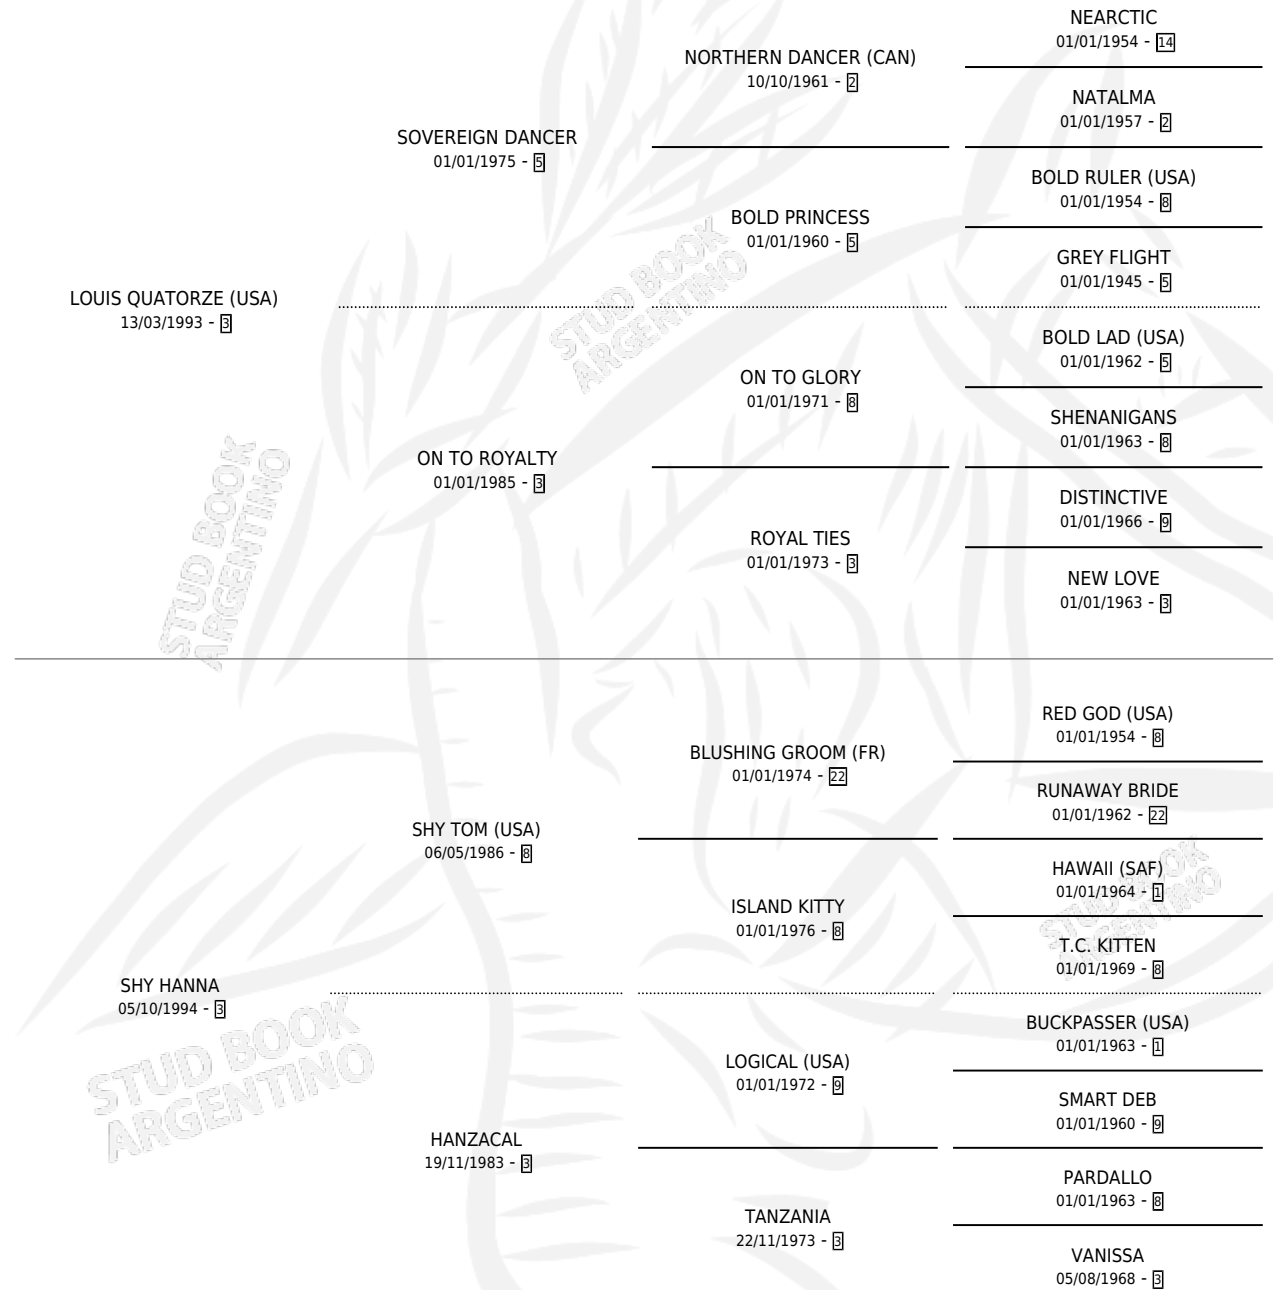 NEARCTIC
01/01/1954 - 14
NORTHERN DANCER (CAN)
10/10/1961 - 2
NATALMA
01/01/1957 - 2
SOVEREIGN DANCER
01/01/1975 - 5
BOLD RULER (USA)
01/01/1954 - 8
BOLD PRINCESS
01/01/1960 - 5
GREY FLIGHT
01/01/1945 - 5
LOUIS QUATORZE (USA)
13/03/1993 - 3
STUD BOOK
ARGENTINO
BOLD LAD (USA)
01/01/1962 - 5
ON TO GLORY
01/01/1971 - 8
SHENANIGANS
01/01/1963 - 8
ON TO ROYALTY
01/01/1985 - 3
DISTINCTIVE
01/01/1966 - 9
ROYAL TIES
01/01/1973 - 3
NEW LOVE
01/01/1963 - 3
STUD BOOK
ARGENTINO
RED GOD (USA)
01/01/1954 - 8
BLUSHING GROOM (FR)
01/01/1974 - 22
RUNAWAY BRIDE
01/01/1962 - 22
SHY TOM (USA)
06/05/1986 - 8
HAWAII (SAF)
01/01/1964 - 1
ISLAND KITTY
01/01/1976 - 8
STUD BOOK
ARGENTINO
T.C. KITTEN
01/01/1969 - 8
SHY HANNA
05/10/1994 - 3
STUD BOOK
ARGENTINO
BUCKPASSER (USA)
01/01/1963 - 1
LOGICAL (USA)
01/01/1972 - 9
SMART DEB
01/01/1960 - 9
HANZACAL
19/11/1983 - 3
PARDALLO
01/01/1963 - 8
TANZANIA
22/11/1973 - 3
VANISSA
05/08/1968 - 3